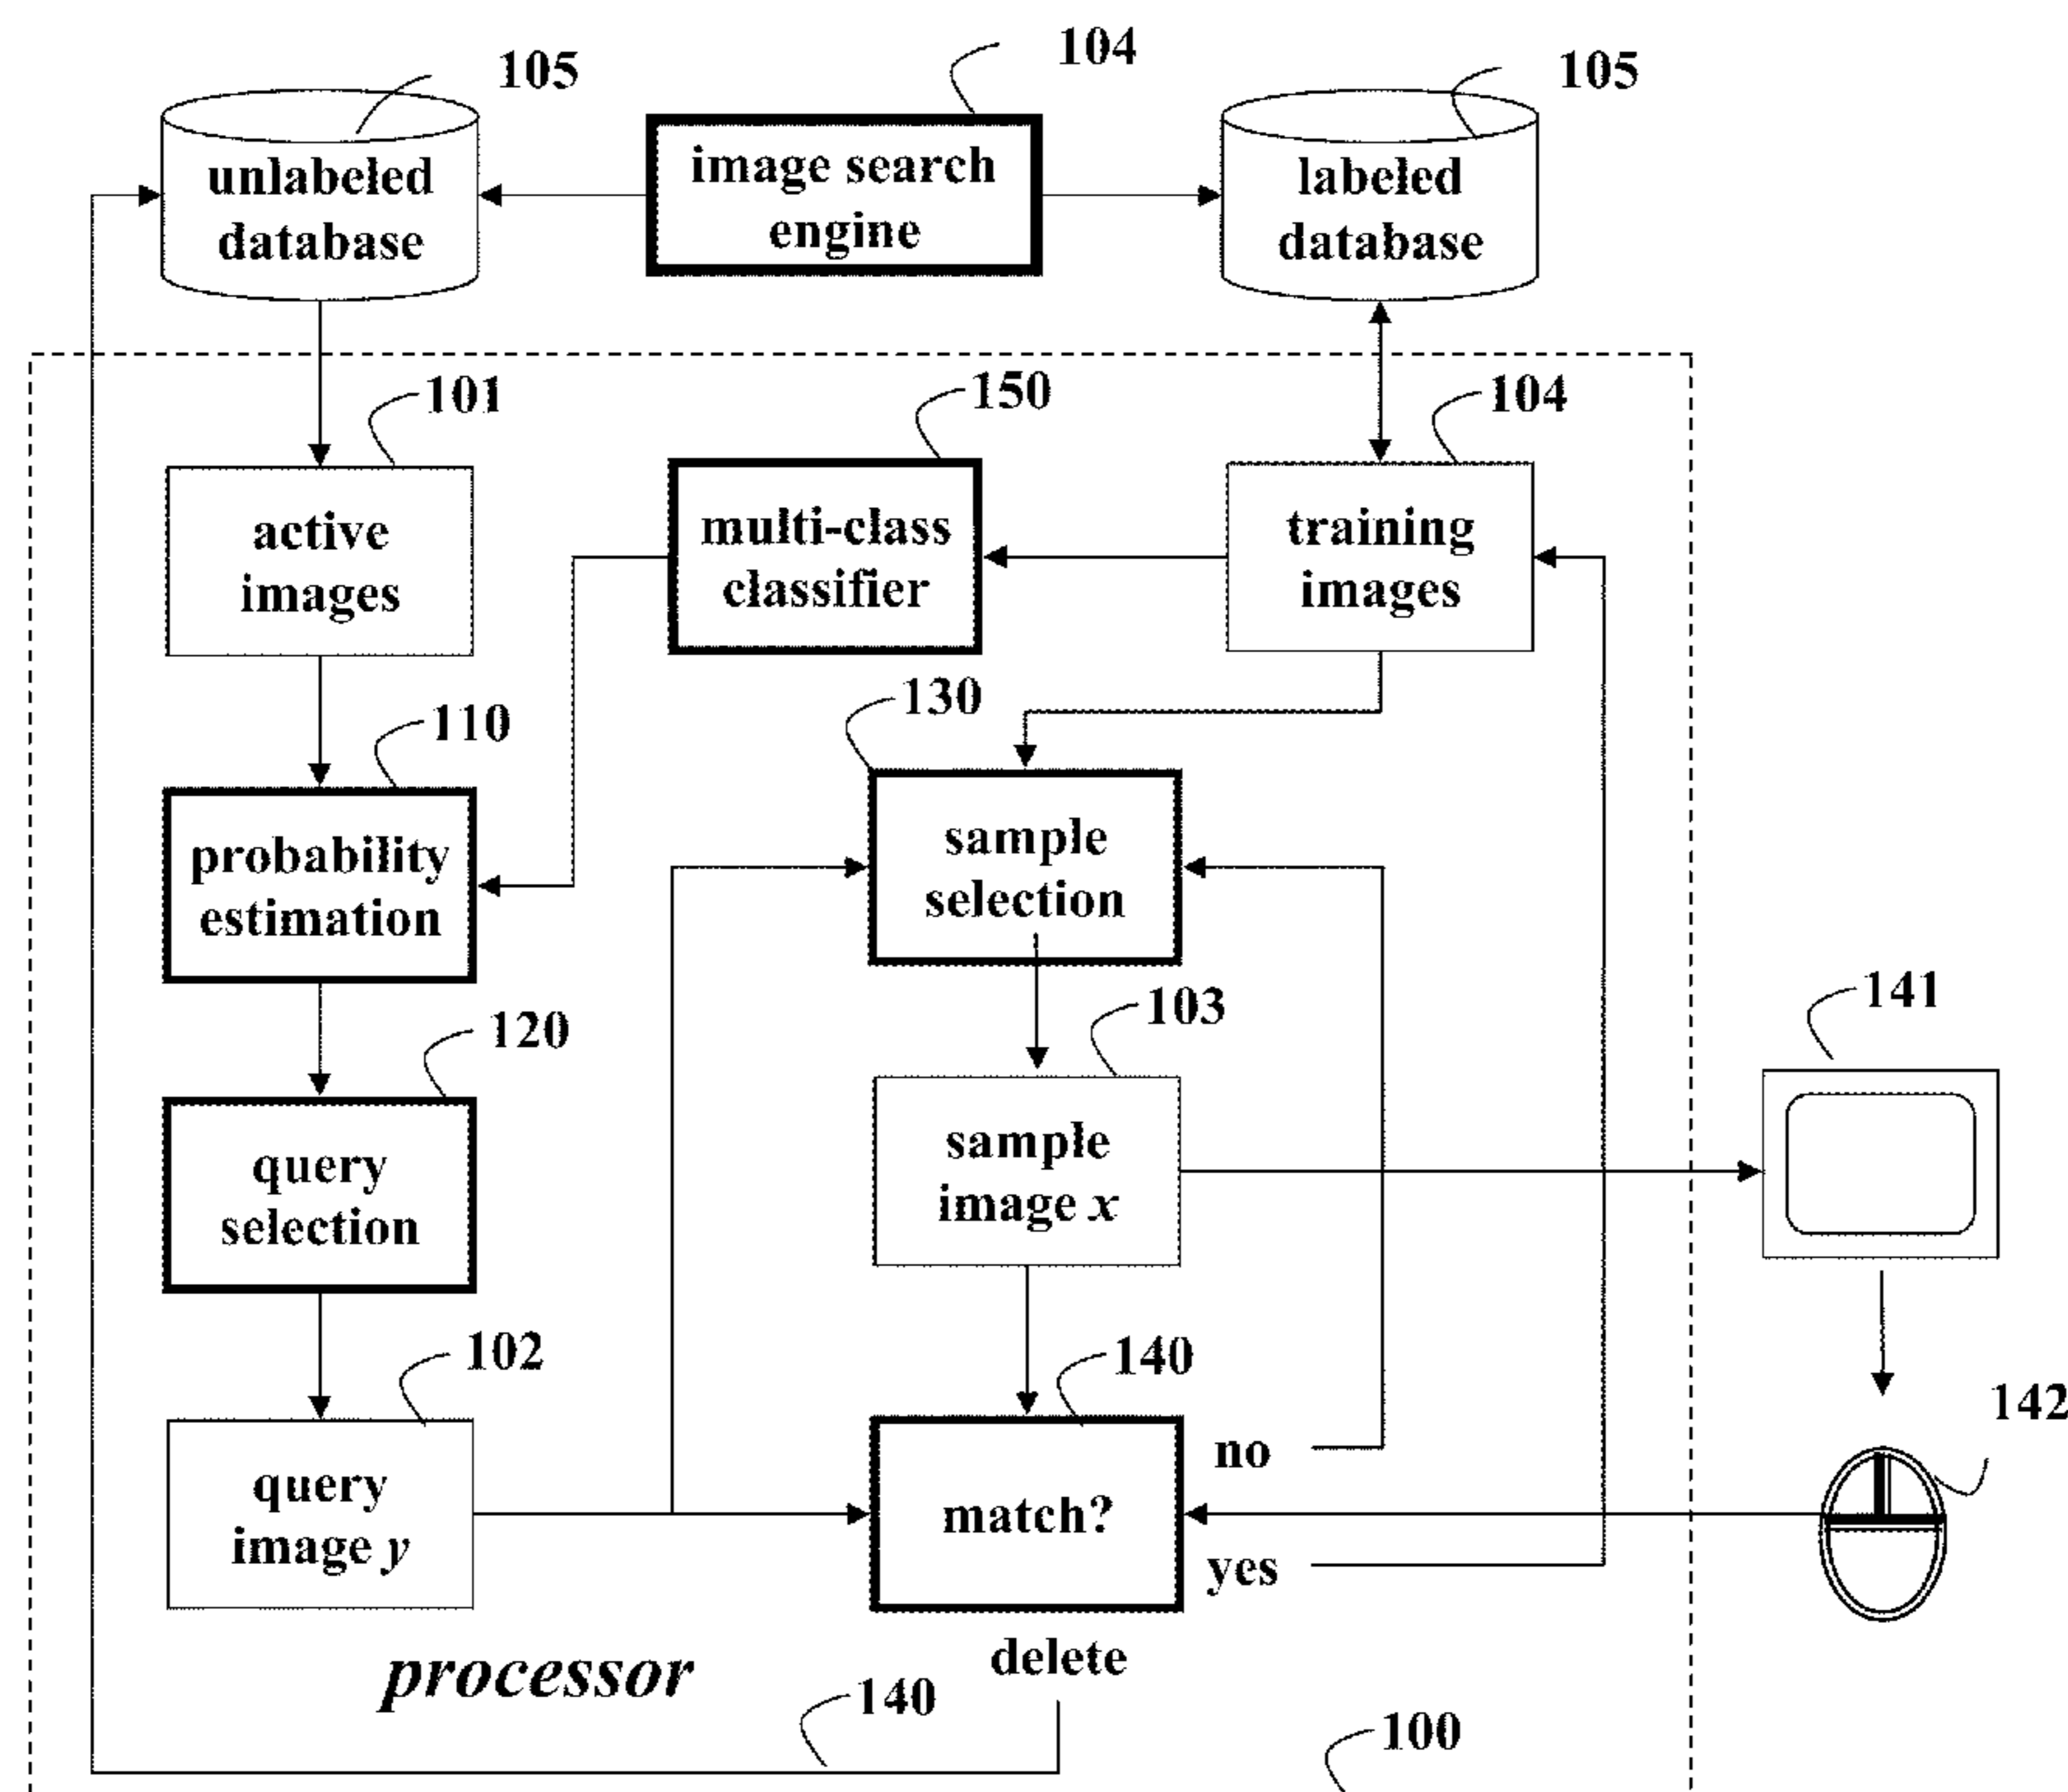 104
105
105
image search
engine
unlabeled
database
labeled
database
101
150
104
active
images
multi-class
classifier
training
images
130
110
probability
estimation
sample
selection
120
103
141
query
selection
sample
image x
102
140
142
query
image y
match?
no
yes
delete
processor
140
100